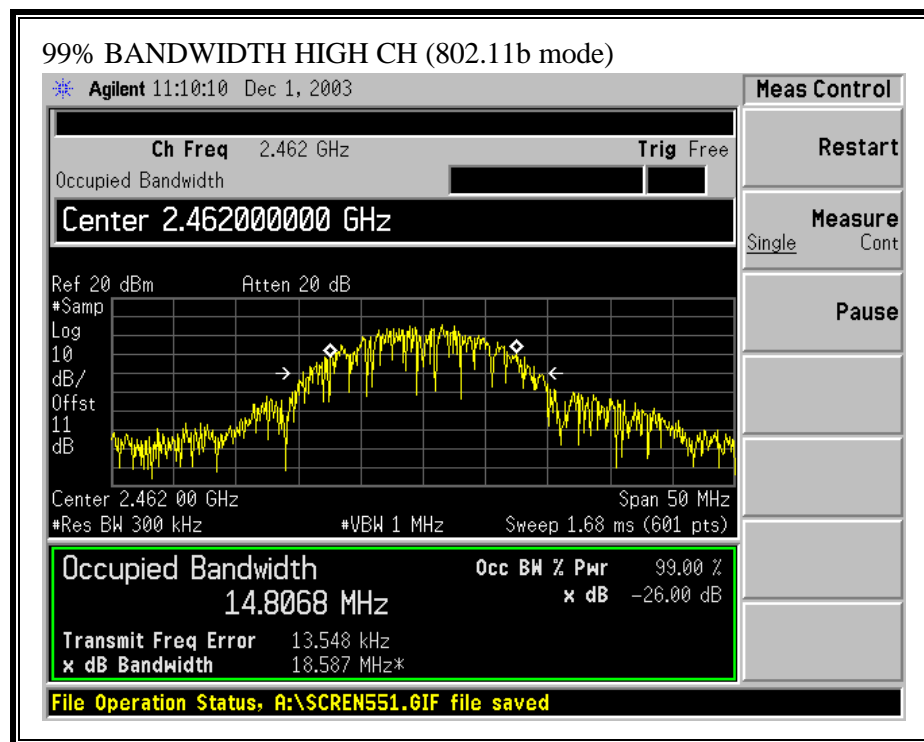 99% BANDWIDTH HIGH CH (802.11b mode)
Agilent 11:10:10 Dec 1, 2003
Meas Control
Ch Freq 2.462 GHz Trig Free
Restart
Occupied Bandwidth
Center 2.462000000 GHz
Measure
Single Cont
Ref 20 dBm Atten 20 dB
Pause
#Samp
Log
10
dB/
Offst
11
dB
Center 2.462 00 GHz Span 50 MHz
#Res BW 300 kHz #VBW 1 MHz Sweep 1.68 ms (601 pts)
Occupied Bandwidth Occ BW % Pwr 99.00 %
14.8068 MHz x dB -26.00 dB
Transmit Freq Error 13.548 kHz
x dB Bandwidth 18.587 MHz*
File Operation Status, A:\SCREN551.GIF file saved